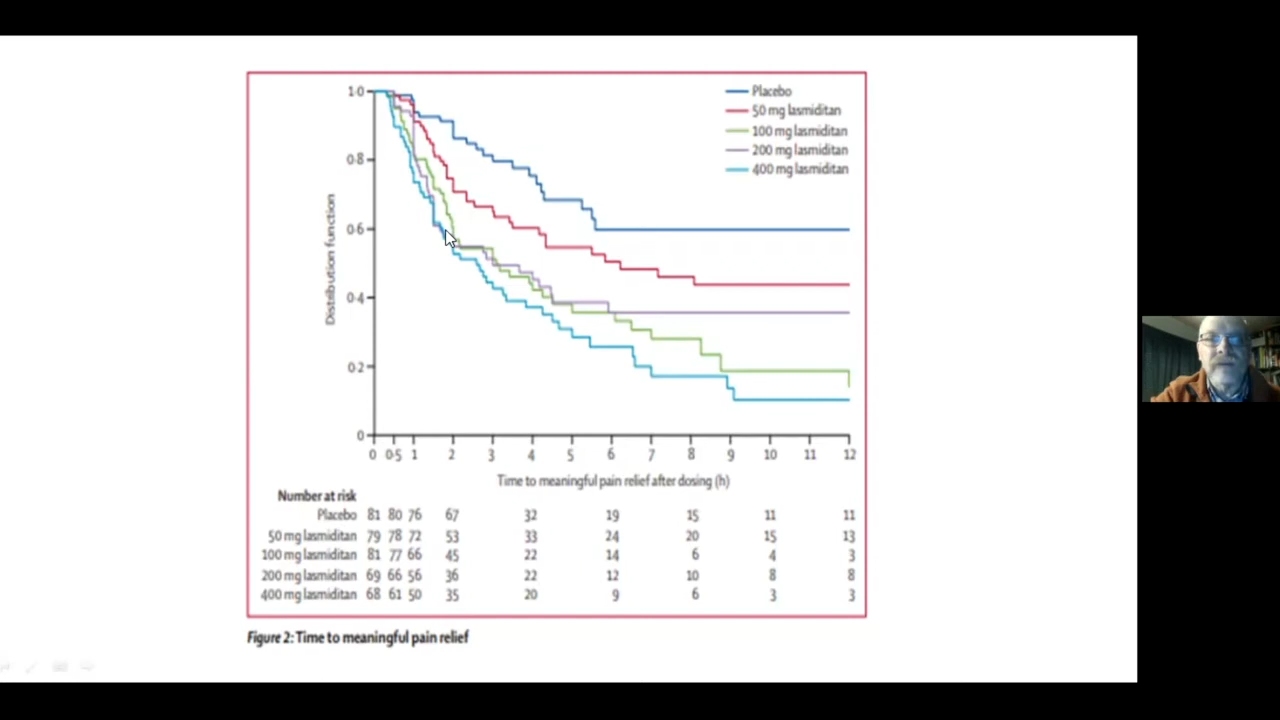 Placebo
50 mg lasmiditan
100 mg lasmiditan
200 mg lasmiditan
400 mg lasmiditan
1·0
0·8
0·6
0·4
0·2
0
Distribution function
0 0·5 1 2 3 4 5 6 7 8 9 10 11 12
Time to meaningful pain relief after dosing (h)
Number at risk
Placebo 81 80 76 67 32 19 15 11 11
50 mg lasmiditan 79 78 72 53 33 24 20 15 13
100 mg lasmiditan 81 77 66 45 22 14 6 4 3
200 mg lasmiditan 69 66 56 36 22 12 10 8 8
400 mg lasmiditan 68 61 50 35 20 9 6 3 3
Figure 2: Time to meaningful pain relief